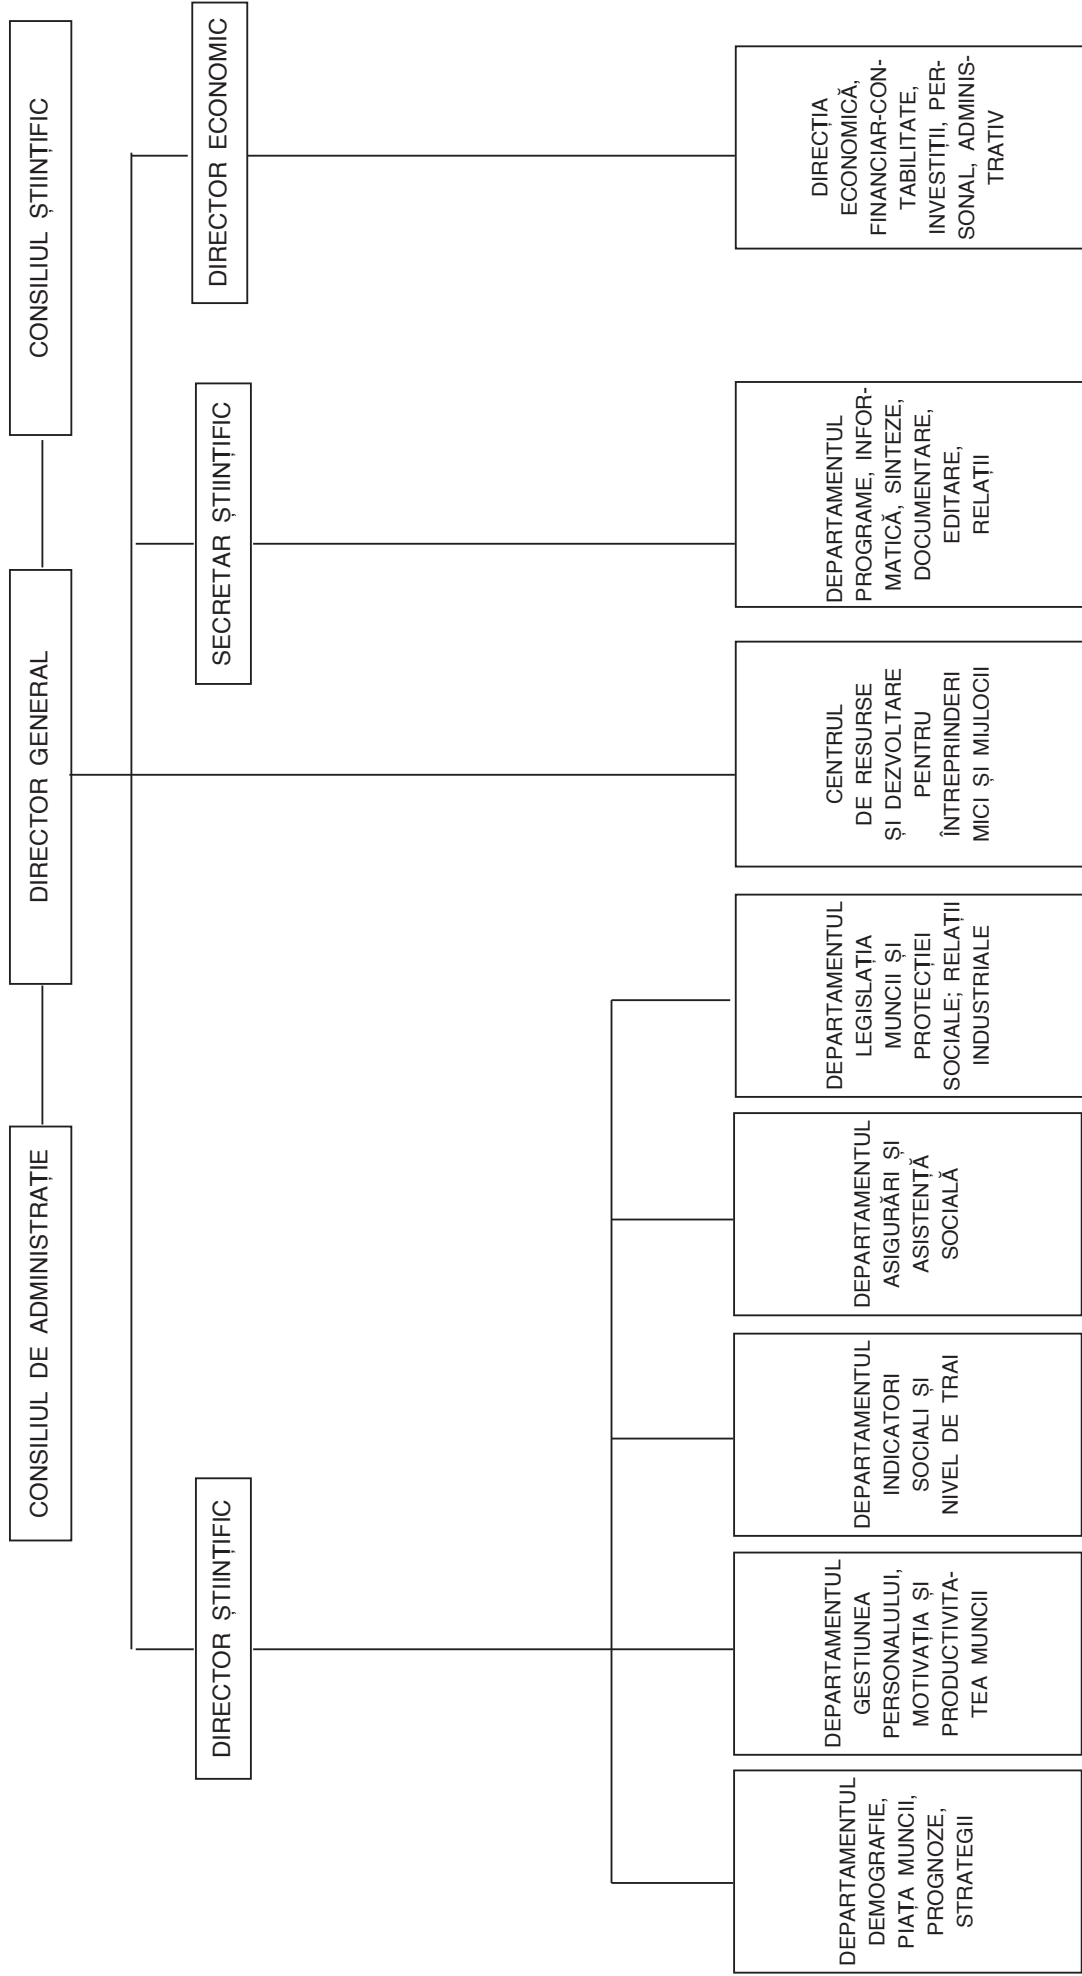 CONSILIUL DE ADMINISTRAȚIE
DIRECTOR GENERAL
CONSILIUL ȘTIINȚIFIC
DIRECTOR ȘTIINȚIFIC
SECRETAR ȘTIINȚIFIC
DIRECTOR ECONOMIC
DEPARTAMENTUL
DEMOGRAFIE,
PIAȚA MUNCII,
PROGNOZE,
STRATEGII
DEPARTAMENTUL
GESTIUNEA
PERSONALULUI,
MOTIVAȚIA ȘI
PRODUCTIVITA-
TEA MUNCII
DEPARTAMENTUL
INDICATORI
SOCIALI ȘI
NIVEL DE TRAI
DEPARTAMENTUL
ASIGURĂRI ȘI
ASISTENȚĂ
SOCIALĂ
DEPARTAMENTUL
LEGISLAȚIA
MUNCII ȘI
PROTECȚIEI
SOCIALE; RELAȚII
INDUSTRIALE
CENTRUL
DE RESURSE
ȘI DEZVOLTARE
PENTRU
ÎNTREPRINDERI
MICI ȘI MIJLOCII
DEPARTAMENTUL
PROGRAME, INFOR-
MATICĂ, SINTEZE,
DOCUMENTARE,
EDITARE,
RELAȚII
DIRECȚIA
ECONOMICĂ,
FINANCIAR-CON-
TABILITATE,
INVESTIȚII, PER-
SONAL, ADMINIS-
TRATIV